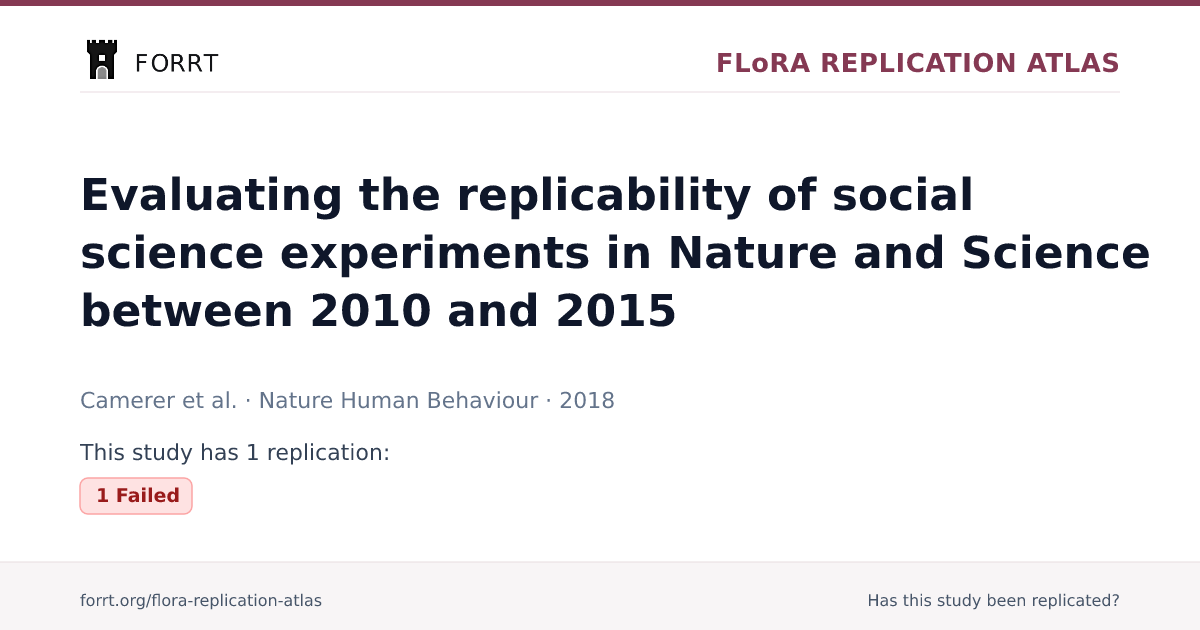 FORRT
FLoRA REPLICATION ATLAS
Evaluating the replicability of social
science experiments in Nature and Science
between 2010 and 2015
Camerer et al. · Nature Human Behaviour · 2018
This study has 1 replication:
1 Failed
forrt.org/flora-replication-atlas
Has this study been replicated?